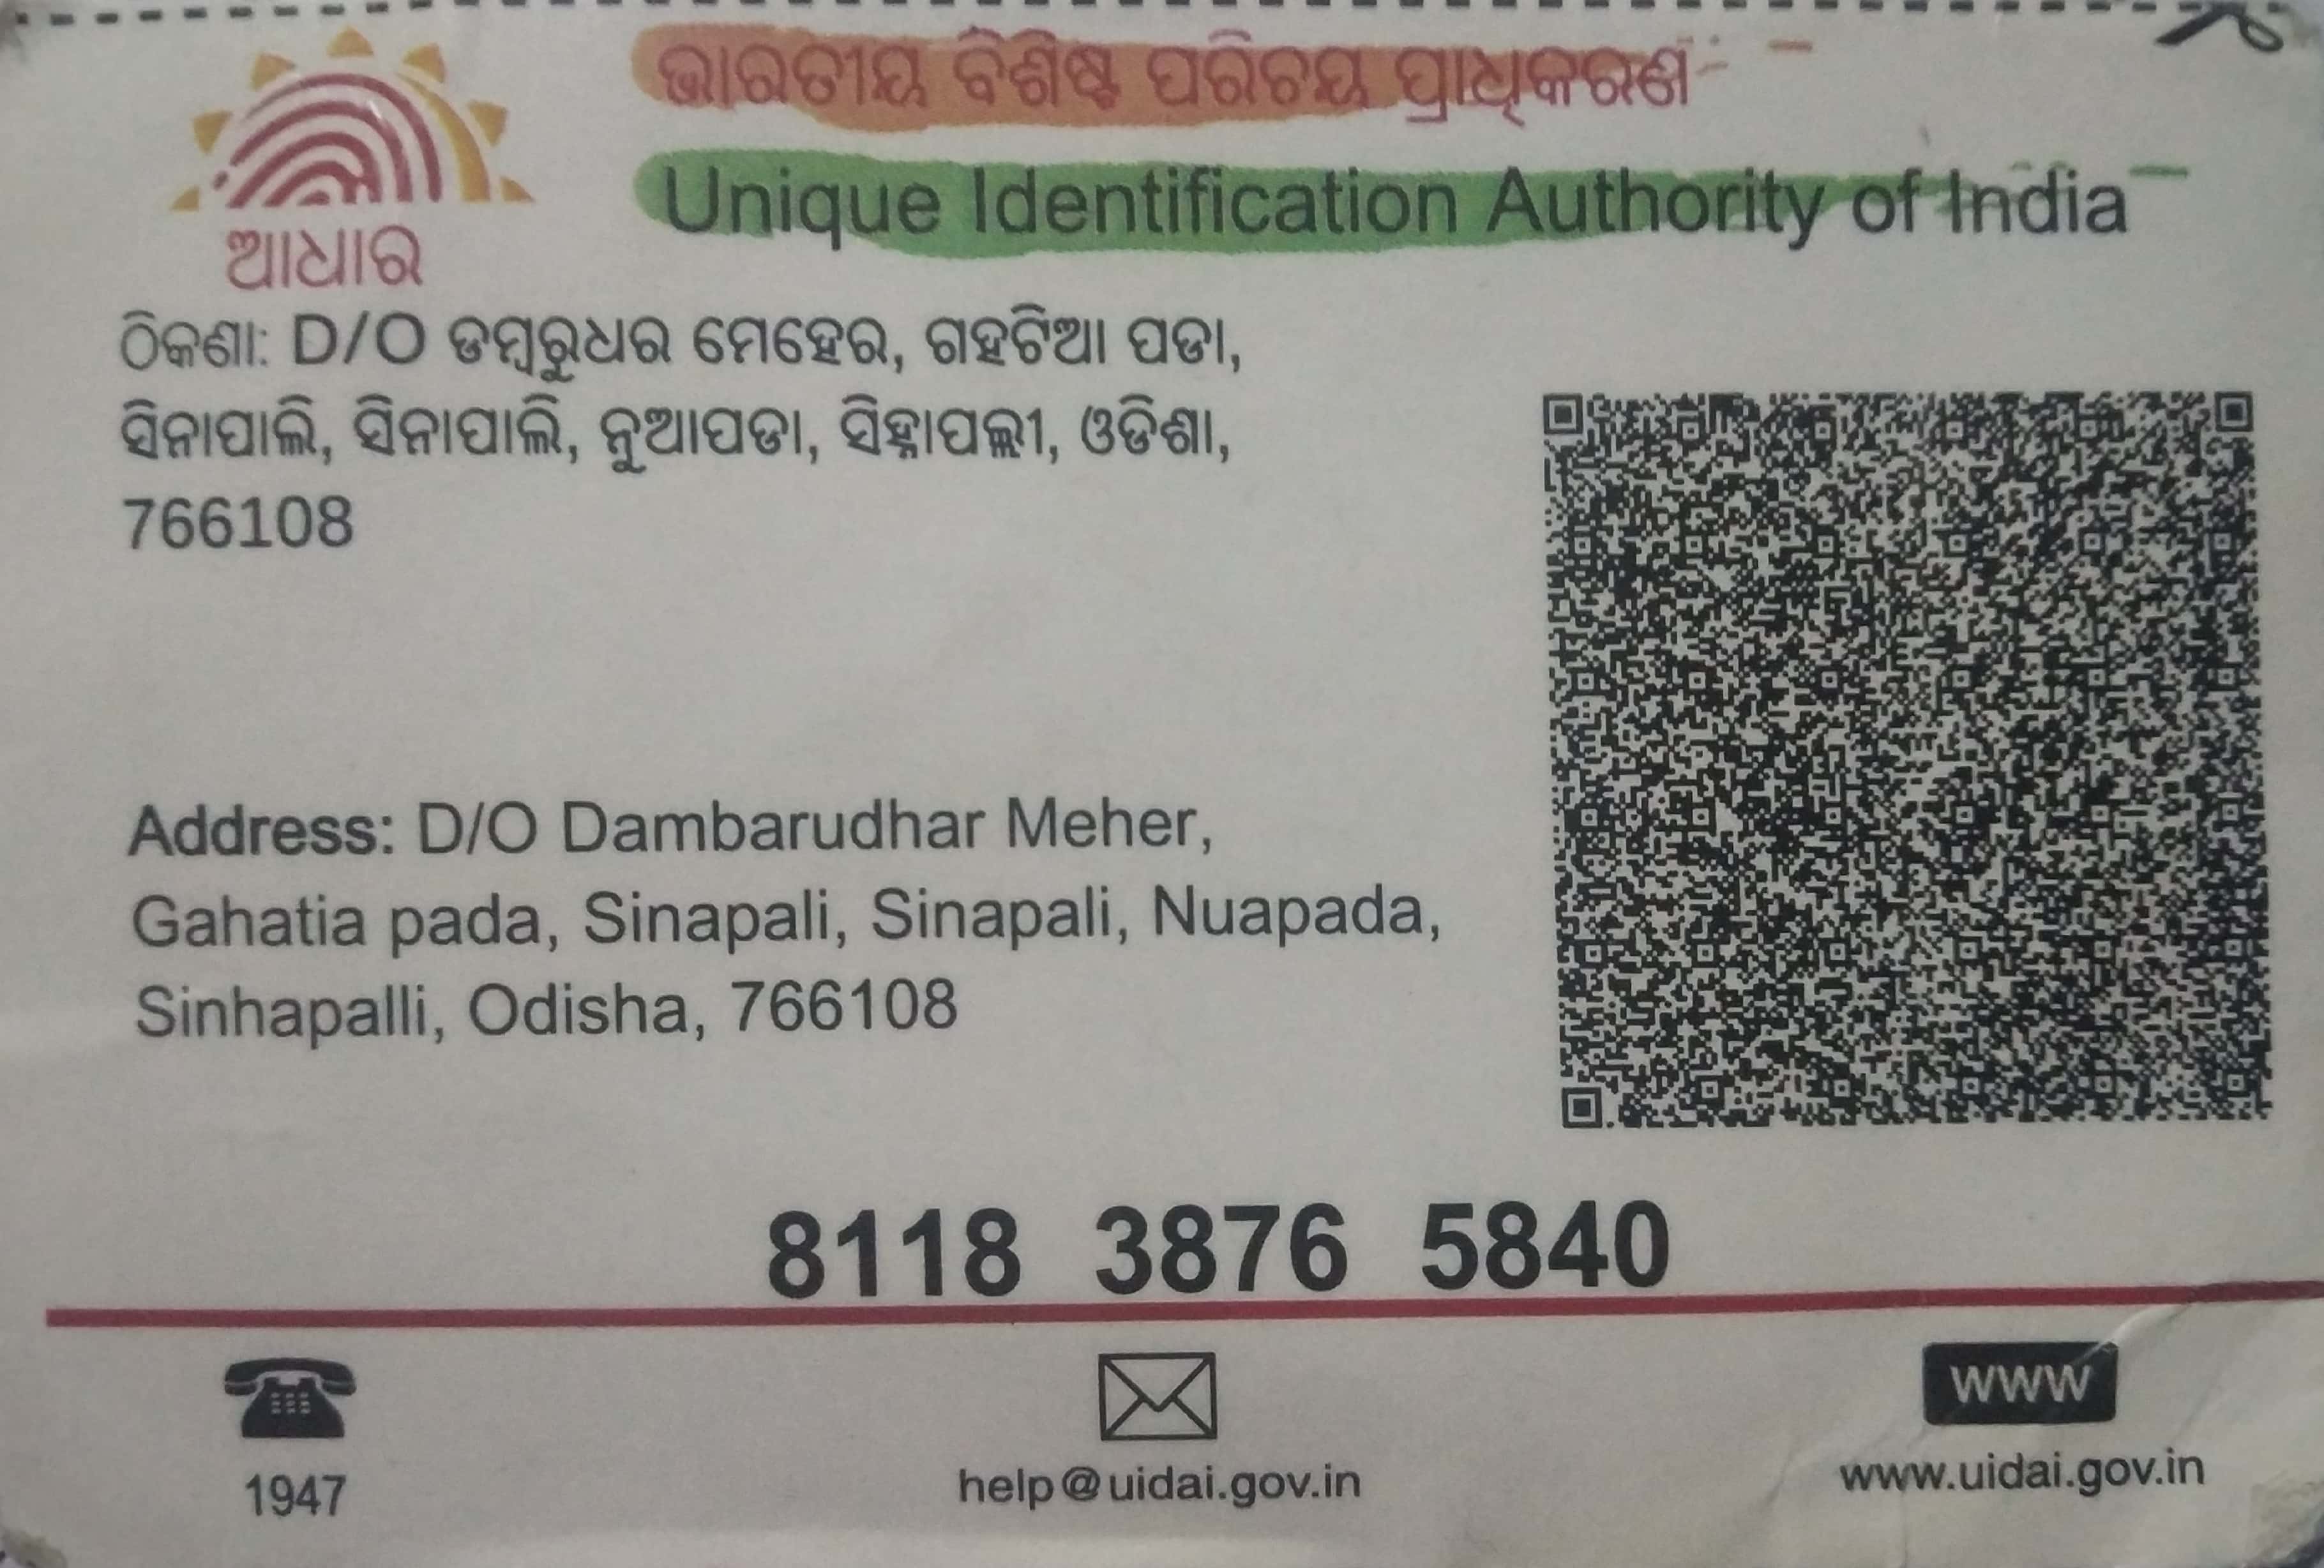 ଭାରତୀୟ ବିଶିଷ୍ଟ ପରିଚୟ ପ୍ରାଧିକରଣ
Unique Identification Authority of India
ଆଧାର
ଠିକଣା: D/O ଡମ୍ବରୁଧର ମେହେର, ଗହଟିଆ ପଡା,
ସିନାପାଲି, ସିନାପାଲି, ନୁଆପଡା, ସିହ୍ନାପଲ୍ଲୀ, ଓଡିଶା,
766108
Address: D/O Dambarudhar Meher,
Gahatia pada, Sinapali, Sinapali, Nuapada,
Sinhapalli, Odisha, 766108
8118 3876 5840
WWW
1947
help@uidai.gov.in
www.uidai.gov.in